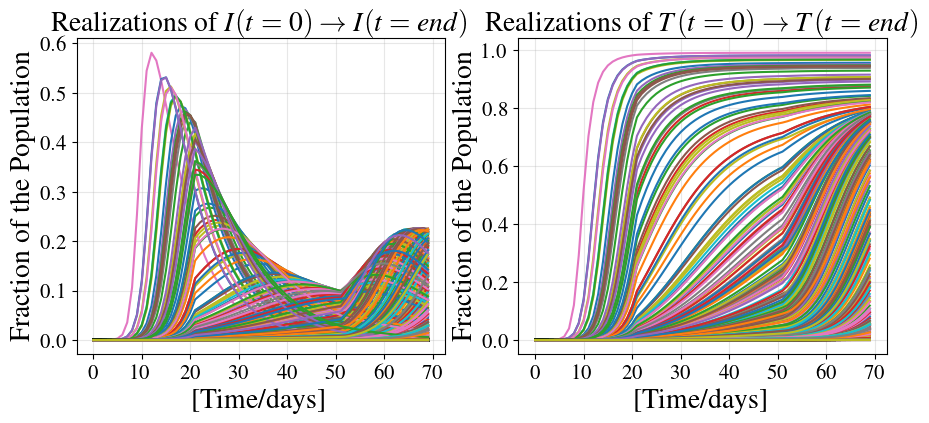 Realizations of I(t = 0) → I(t = end)
Fraction of the Population
0.6
0.5
0.4
0.3
0.2
0.1
0.0
0 10 20 30 40 50 60 70
[Time/days]
Realizations of T(t = 0) → T(t = end)
Fraction of the Population
1.0
0.8
0.6
0.4
0.2
0.0
0 10 20 30 40 50 60 70
[Time/days]